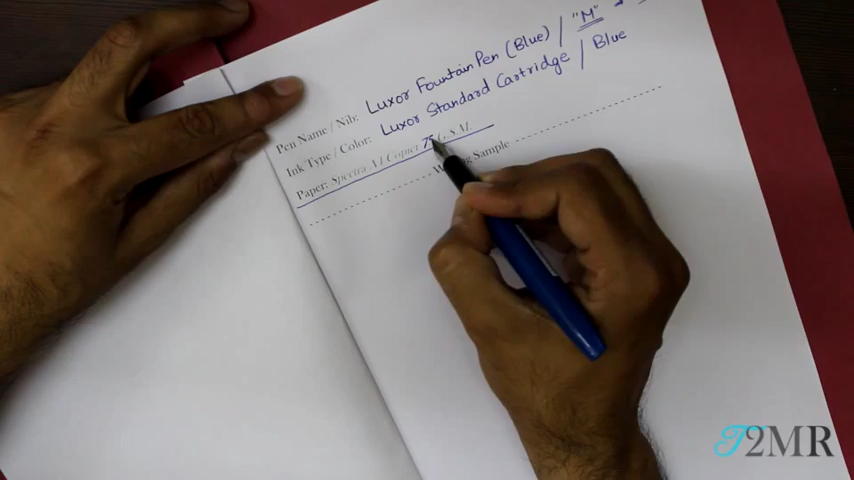 Pen Name / Nib: Luxor Fountain Pen (Blue) / "M"
Ink Type / Color: Luxor Standard Cartridge / Blue
Paper: Spectra A4 Copier 75 G.S.M.
Sample
T2MR